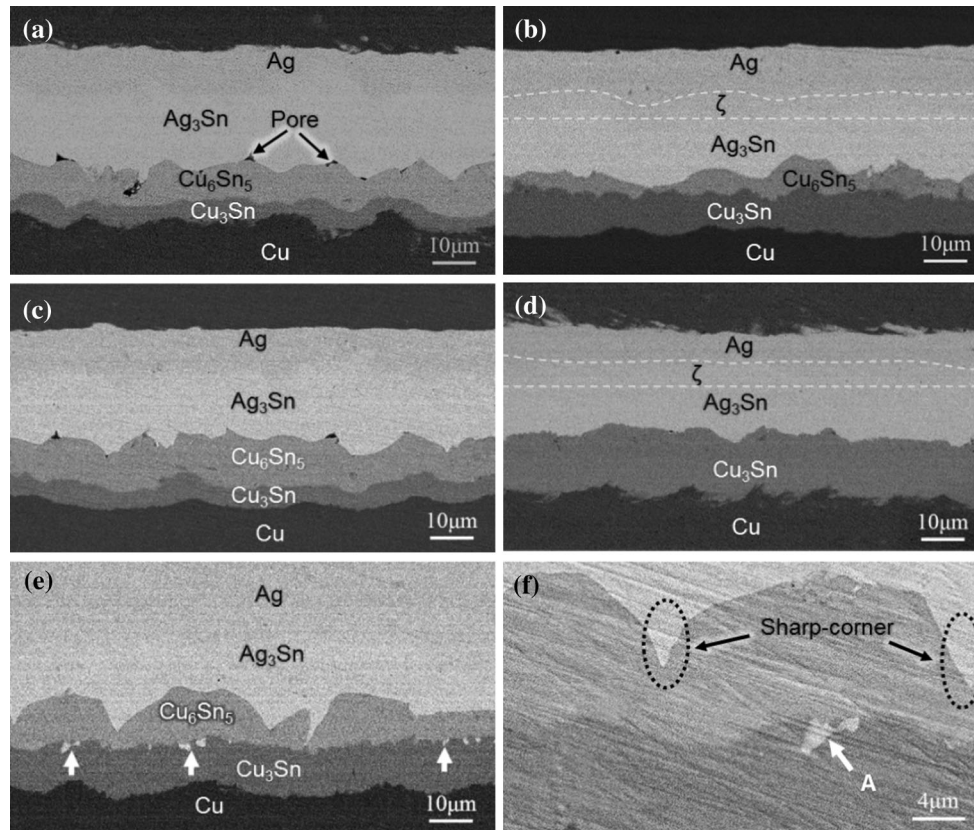 (a)
Ag
Ag₃Sn
Pore
Cu₆Sn₅
Cu₃Sn
10μm
Cu
(b)
Ag
ζ
Ag₃Sn
Cu₆Sn₅
Cu₃Sn
Cu
10μm
(c)
Ag
Ag₃Sn
Cu₆Sn₅
Cu₃Sn
10μm
Cu
(d)
Ag
ζ
Ag₃Sn
Cu₃Sn
Cu
10μm
(e)
Ag
Ag₃Sn
Cu₆Sn₅
Cu₃Sn
Cu
10μm
(f)
Sharp-corner
A
4μm